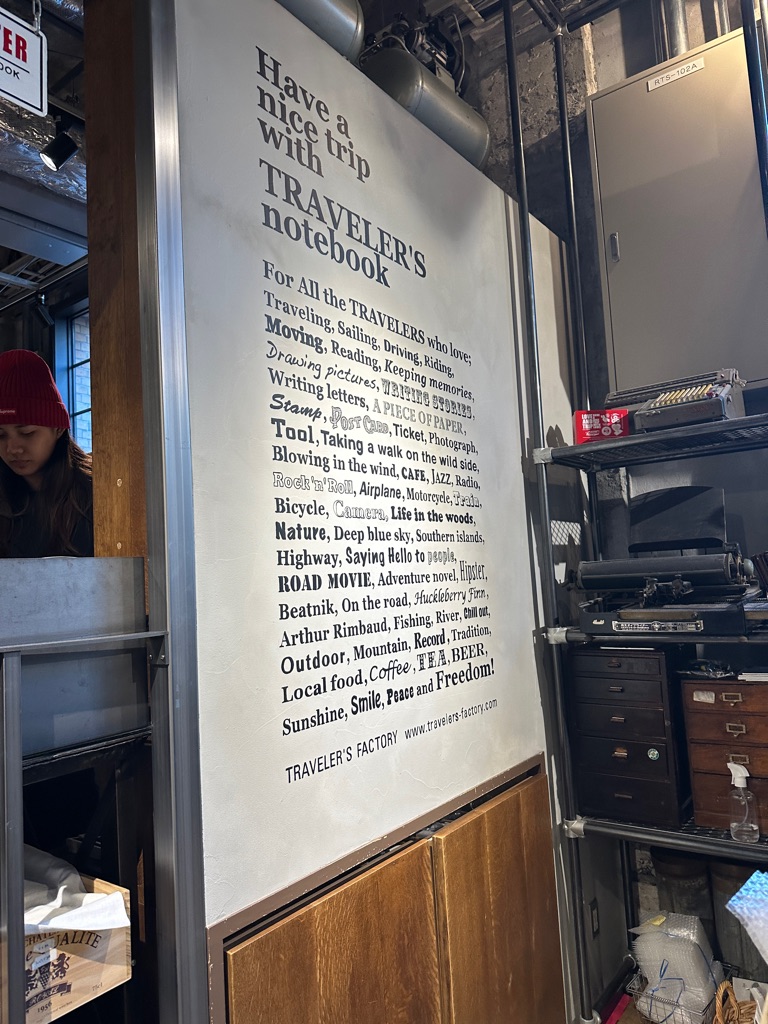 ER
OOK
Have a
nice trip
with
TRAVELER'S
notebook
For All the TRAVELERS who love;
Traveling, Sailing, Driving, Riding,
Moving, Reading, Keeping memories,
Drawing pictures, WRITING STORIES,
Writing letters, A PIECE OF PAPER,
Stamp, POST CARD, Ticket, Photograph,
Tool, Taking a walk on the wild side,
Blowing in the wind, CAFE, JAZZ, Radio,
Rock'n'Roll, Airplane, Motorcycle, Train,
Bicycle, Camera, Life in the woods,
Nature, Deep blue sky, Southern islands,
Highway, Saying Hello to people,
ROAD MOVIE, Adventure novel, Hipster,
Beatnik, On the road, Huckleberry Finn,
Arthur Rimbaud, Fishing, River, Chill out,
Outdoor, Mountain, Record, Tradition,
Local food, Coffee, TEA, BEER,
Sunshine, Smile, Peace and Freedom!
TRAVELER'S FACTORY www.travelers-factory.com
RTS-102A